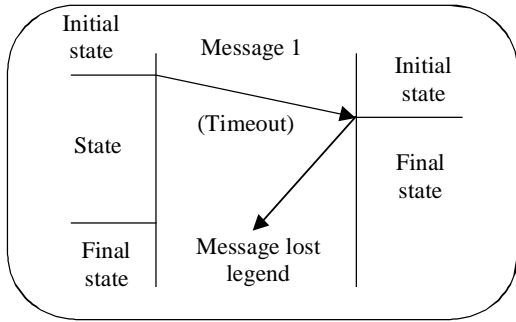 Initial
state
Message 1
Initial
state
(Timeout)
State
Final
state
Final
state
Message lost
legend